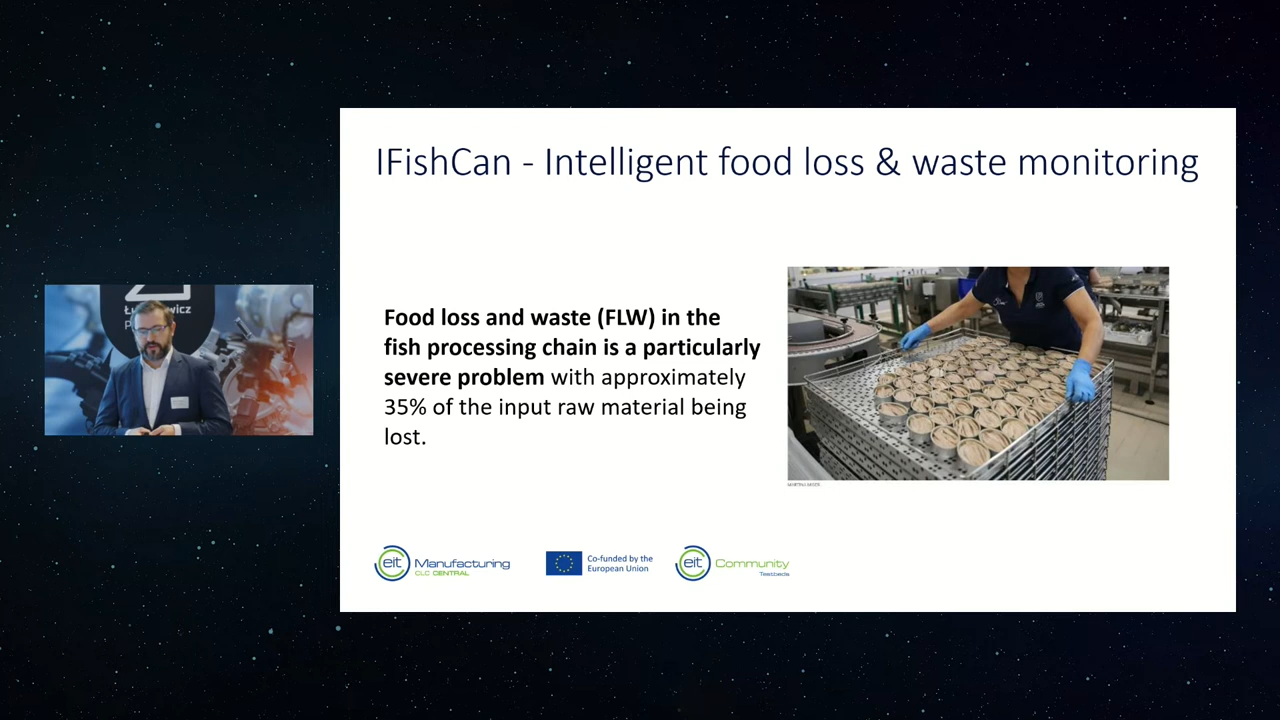 IFishCan - Intelligent food loss & waste monitoring
Food loss and waste (FLW) in the
fish processing chain is a particularly
severe problem with approximately
35% of the input raw material being
lost.
eit Manufacturing
CLC CENTRAL
Co-funded by the
European Union
eit Community
Testbeds